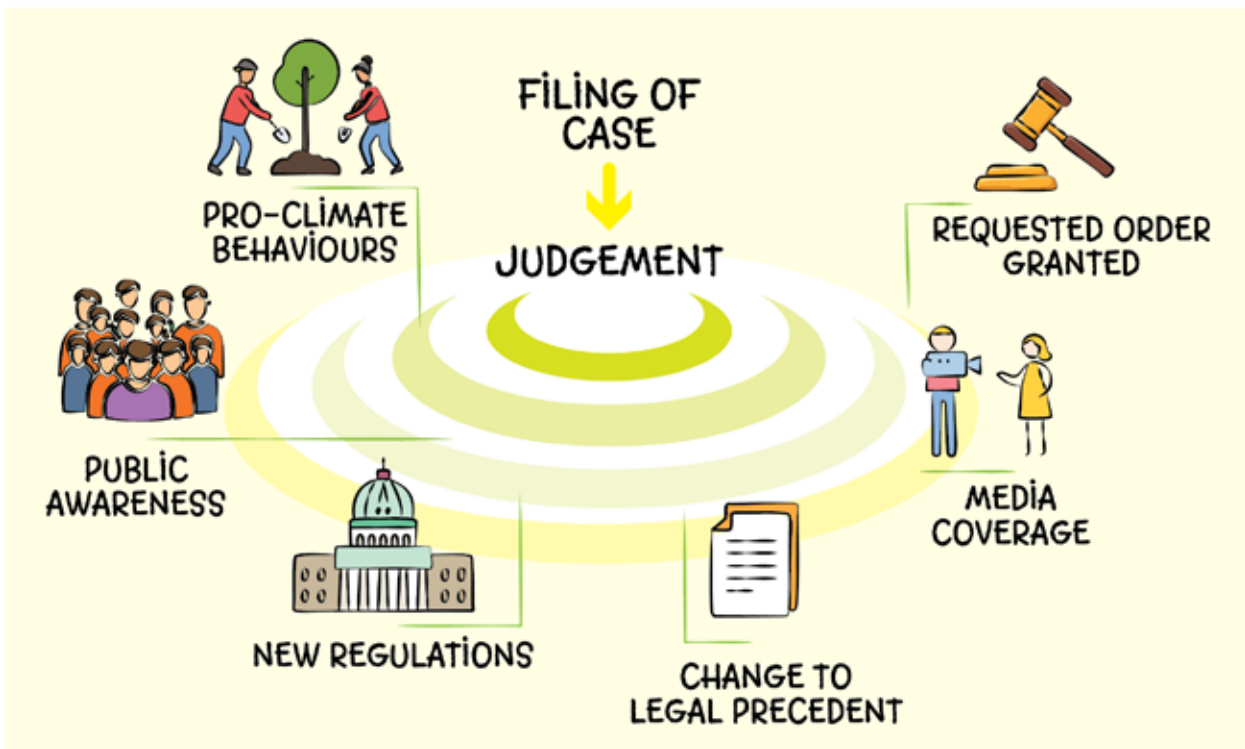 FILING OF
CASE
JUDGEMENT
PRO-CLIMATE
BEHAVIOURS
REQUESTED ORDER
GRANTED
PUBLIC
AWARENESS
MEDIA
COVERAGE
NEW REGULATIONS
CHANGE TO
LEGAL PRECEDENT